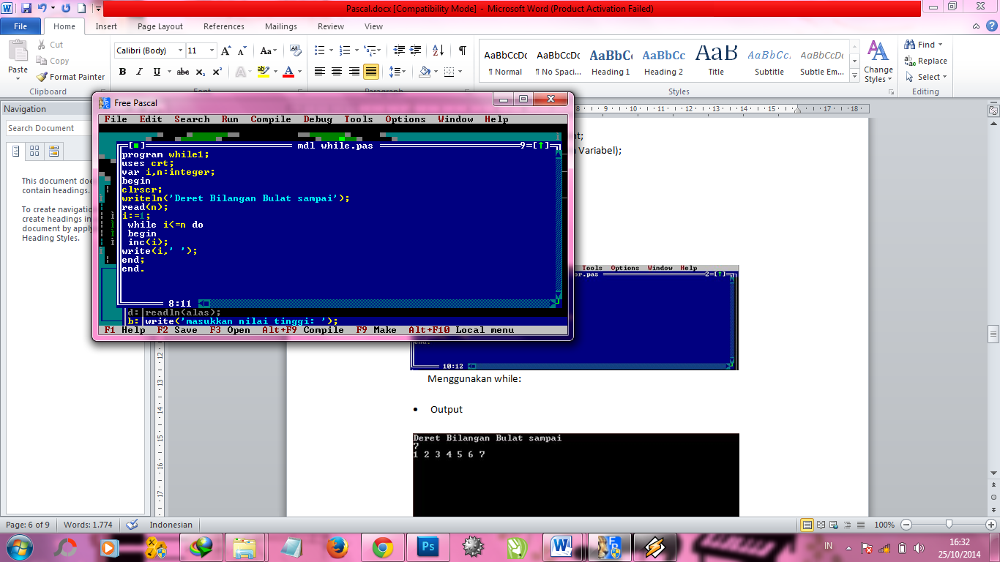 Pascal.docx [Compatibility Mode] - Microsoft Word (Product Activation Failed)
File Home Insert Page Layout References Mailings Review View
Paste
Cut
Copy
Format Painter
Clipboard
Calibri (Body) 11
Font
Paragraph
AaBbCcDc AaBbCcDc AaBbCc AaBbCc AaB AaBbCc. AaBbCcDc
¶ Normal ¶ No Spaci... Heading 1 Heading 2 Title Subtitle Subtle Em...
Change Styles
Styles
Find
Replace
Select
Editing
Navigation
Search Document
This document doe
contain headings.
To create navigatio
create headings in
document by apply
Heading Styles.
Free Pascal
File Edit Search Run Compile Debug Tools Options Window Help
mdl while.pas 9=[↑]
program while1;
uses crt;
var i,n:integer;
begin
clrscr;
writeln('Deret Bilangan Bulat sampai');
read(n);
i:=1;
while i<=n do
begin
inc(i);
write(i,' ');
end;
end.
8:11
d: readln(alas);
b: write('masukkan nilai tinggi: ');
F1 Help F2 Save F3 Open Alt+F9 Compile F9 Make Alt+F10 Local menu
nt;
Variabel);
Tools Options Window Help
or.pas 2=[↑]
end.
10:12
Menggunakan while:
• Output
Deret Bilangan Bulat sampai
7
1 2 3 4 5 6 7
Page: 6 of 9 Words: 1.774 Indonesian 100%
IN 16:32
25/10/2014